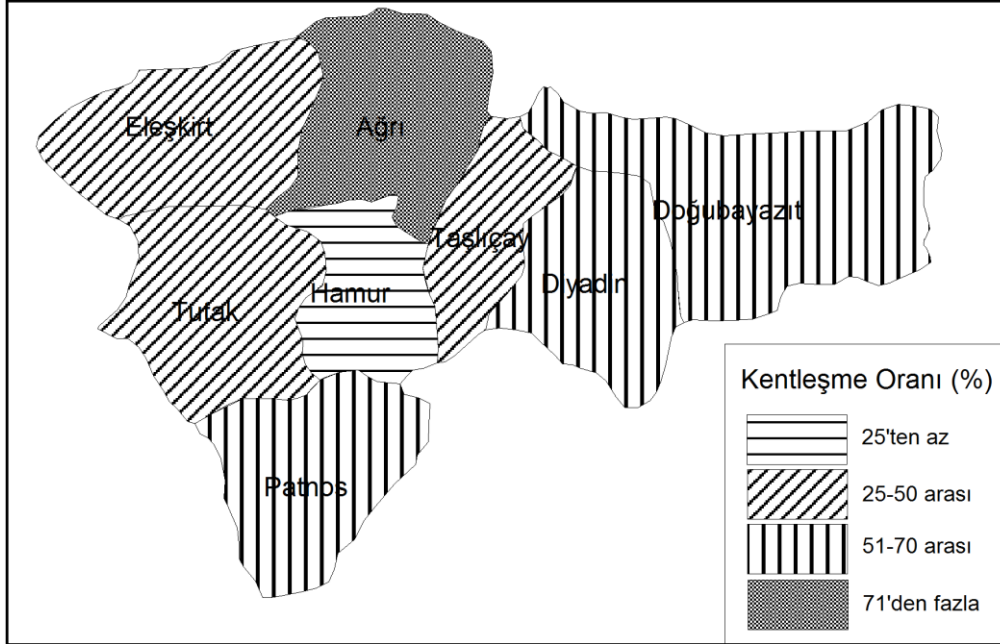 Eleşkirt
Ağrı
Doğubayazıt
Taşlıçay
Hamur
Diyadin
Tutak
Patnos
Kentleşme Oranı (%)
25'ten az
25-50 arası
51-70 arası
71'den fazla